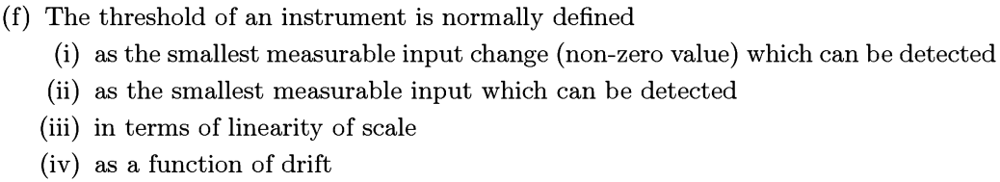 (f) The threshold of an instrument is normally defined
(i) as the smallest measurable input change (non-zero value) which can be detected
(ii) as the smallest measurable input which can be detected
(iii) in terms of linearity of scale
(iv) as a function of drift